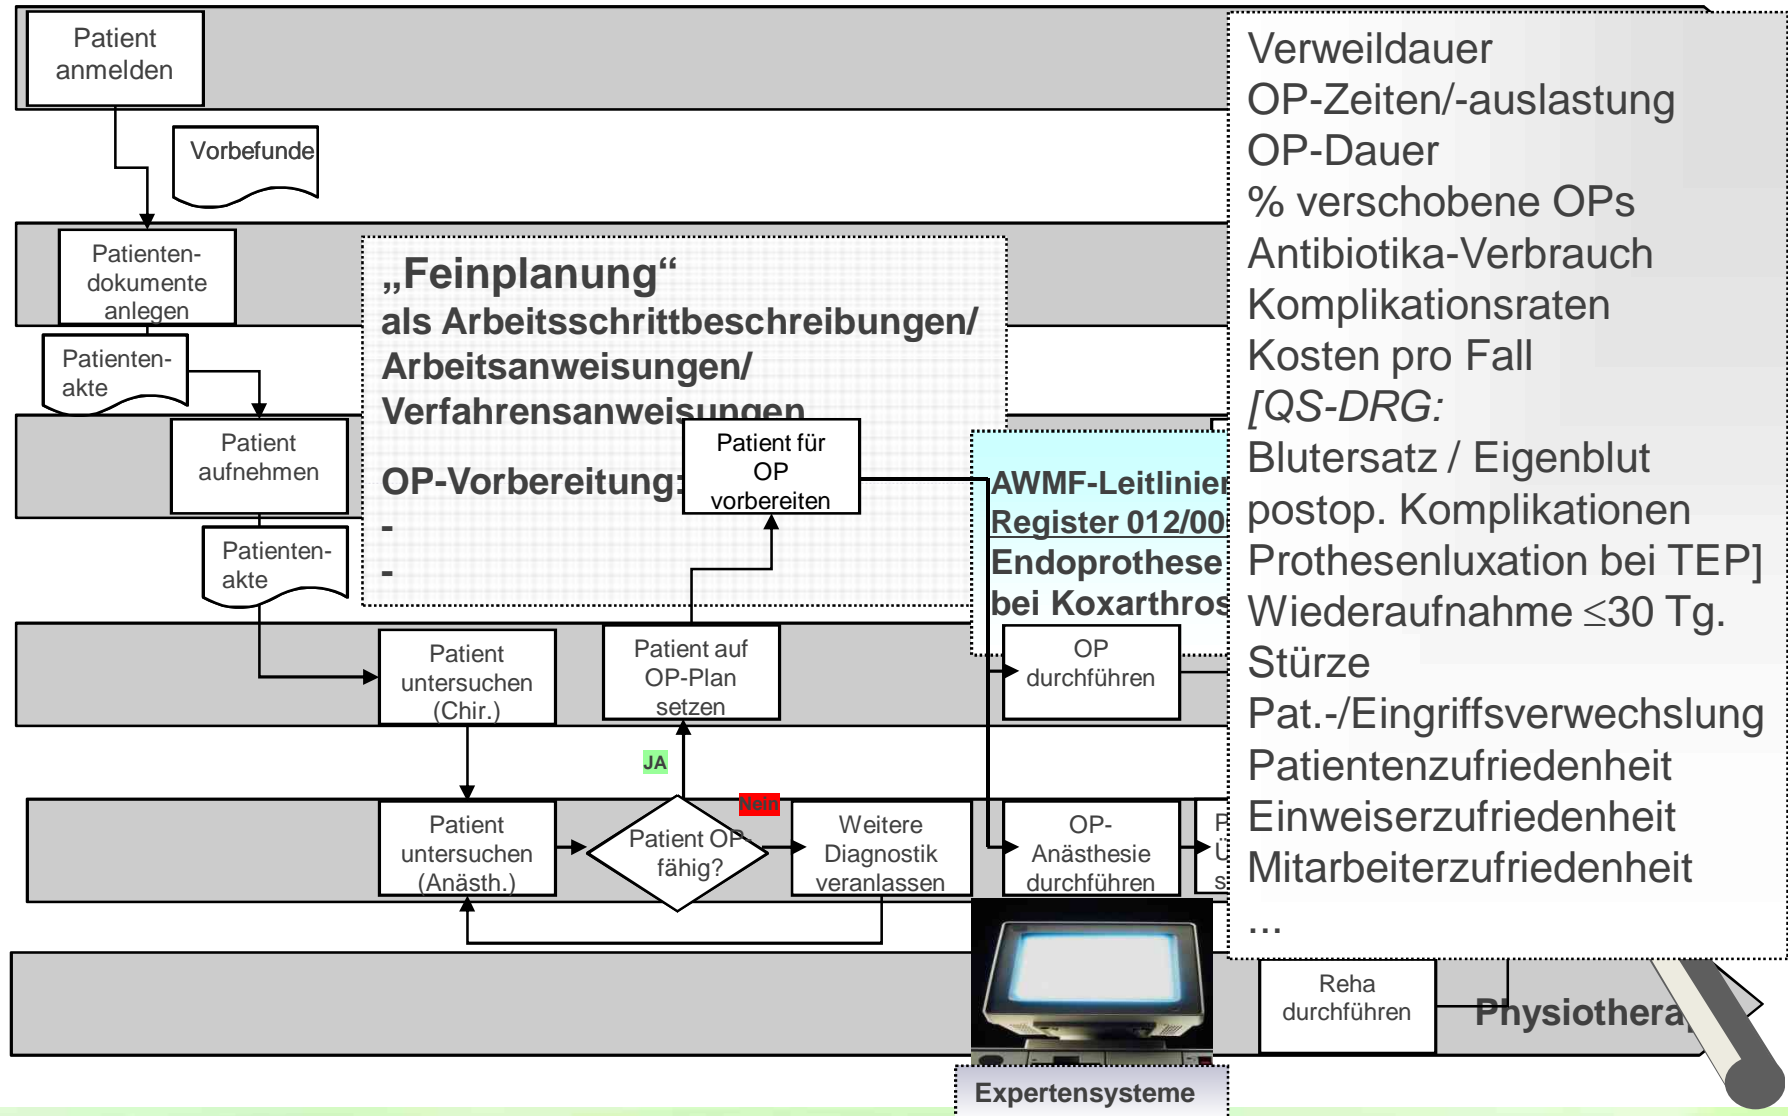 Patient
anmelden
Vorbefunde
Patienten-
dokumente
anlegen
Patienten-
akte
Patient
aufnehmen
Patienten-
akte
„Feinplanung“
als Arbeitsschrittbeschreibungen/
Arbeitsanweisungen/
Verfahrensanweisungen
OP-Vorbereitung:
-
-
Patient für
OP
vorbereiten
AWMF-Leitlinien
Register 012/00
Endoprothese
bei Koxarthros
Patient
untersuchen
(Chir.)
Patient auf
OP-Plan
setzen
OP
durchführen
JA
Nein
Patient
untersuchen
(Anästh.)
Patient OP-
fähig?
Weitere
Diagnostik
veranlassen
OP-
Anästhesie
durchführen
P
Ü
s
Verweildauer
OP-Zeiten/-auslastung
OP-Dauer
% verschobene OPs
Antibiotika-Verbrauch
Komplikationsraten
Kosten pro Fall
[QS-DRG:
Blutersatz / Eigenblut
postop. Komplikationen
Prothesenluxation bei TEP]
Wiederaufnahme ≤30 Tg.
Stürze
Pat.-/Eingriffsverwechslung
Patientenzufriedenheit
Einweiserzufriedenheit
Mitarbeiterzufriedenheit
...
Reha
durchführen
Physiothera
Expertensysteme